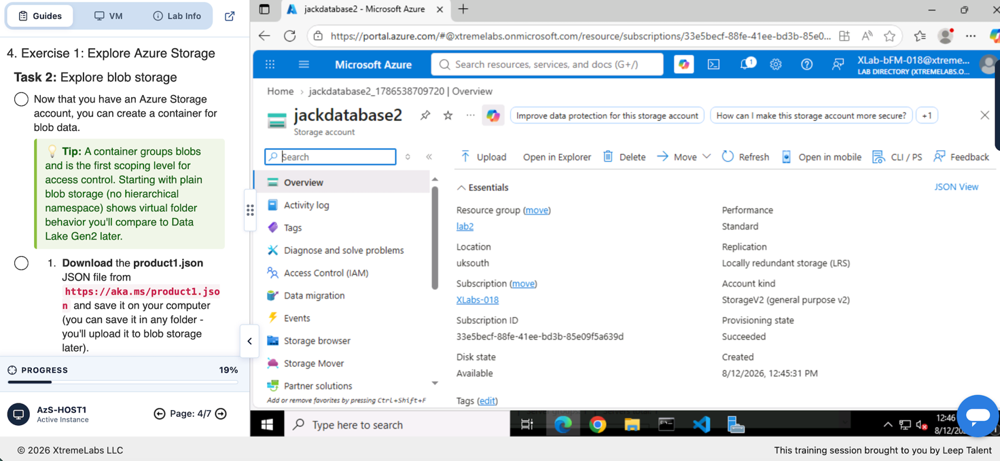 Guides
VM
Lab Info
4. Exercise 1: Explore Azure Storage
Task 2: Explore blob storage
Now that you have an Azure Storage
account, you can create a container for
blob data.
💡 Tip: A container groups blobs
and is the first scoping level for
access control. Starting with plain
blob storage (no hierarchical
namespace) shows virtual folder
behavior you'll compare to Data
Lake Gen2 later.
1. Download the product1.json
JSON file from
https://aka.ms/product1.jso
n and save it on your computer
(you can save it in any folder -
you'll upload it to blob storage
later).
PROGRESS
19%
AzS-HOST1
Active Instance
Page: 4/7
jackdatabase2 - Microsoft Azure
https://portal.azure.com/#@xtremelabs.onmicrosoft.com/resource/subscriptions/33e5becf-88fe-41ee-bd3b-85e0...
Microsoft Azure
Search resources, services, and docs (G+/)
1
XLab-bFM-018@xtreme...
LAB DIRECTORY (XTREMELABS.O...
Home > jackdatabase2_1786538709720 | Overview
jackdatabase2
Storage account
Improve data protection for this storage account
How can I make this storage account more secure?
+1
Search
Upload
Open in Explorer
Delete
Move
Refresh
Open in mobile
CLI / PS
Feedback
Overview
Activity log
Tags
Diagnose and solve problems
Access Control (IAM)
Data migration
Events
Storage browser
Storage Mover
Partner solutions
Add or remove favorites by pressing Ctrl+Shift+F
Essentials
JSON View
Resource group (move)
lab2
Location
uksouth
Subscription (move)
XLabs-018
Subscription ID
33e5becf-88fe-41ee-bd3b-85e09f5a639d
Disk state
Available
Tags (edit)
Performance
Standard
Replication
Locally redundant storage (LRS)
Account kind
StorageV2 (general purpose v2)
Provisioning state
Succeeded
Created
8/12/2026, 12:45:31 PM
Type here to search
12:46
8/12/20
© 2026 XtremeLabs LLC
This training session brought to you by Leep Talent